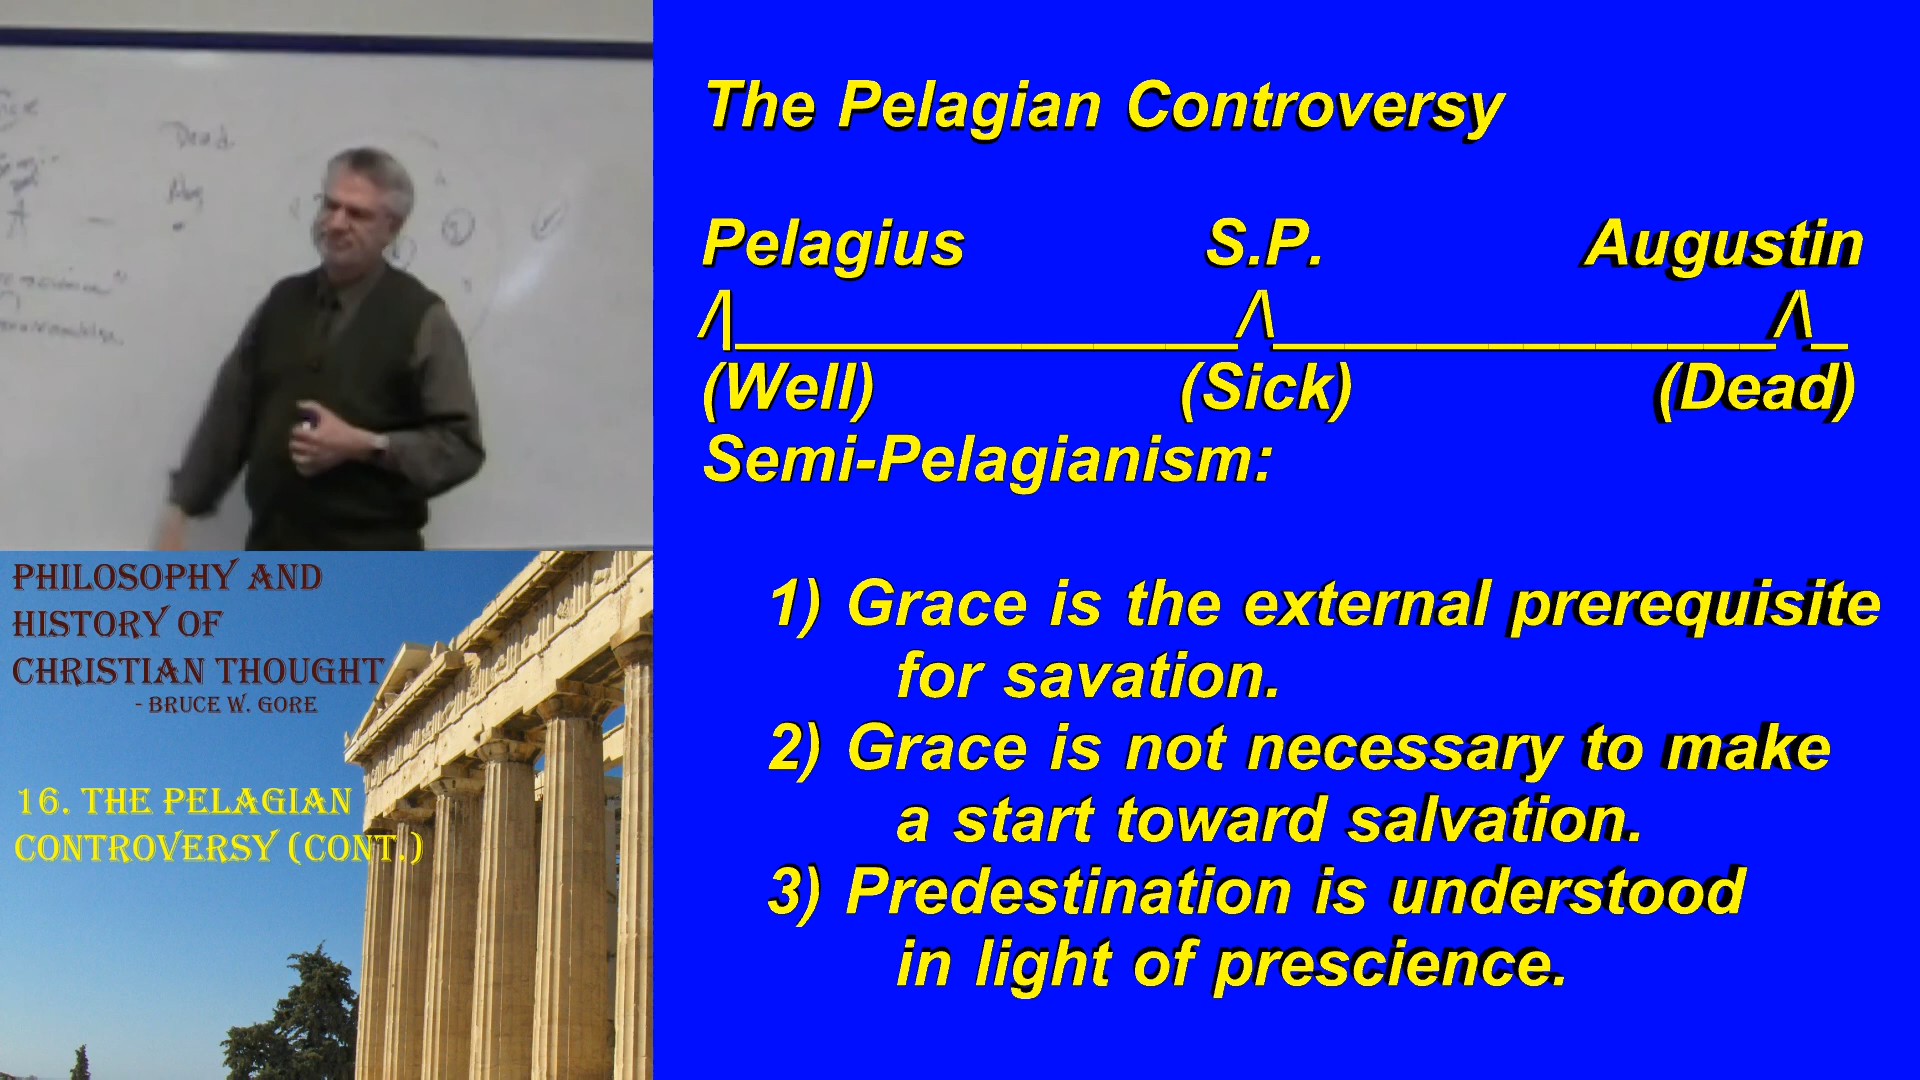 Dead
The Pelagian Controversy
Pelagius S.P. Augustin
/\|______________/\______________/\_
(Well) (Sick) (Dead)
Semi-Pelagianism:
1) Grace is the external prerequisite
for savation.
2) Grace is not necessary to make
a start toward salvation.
3) Predestination is understood
in light of prescience.
PHILOSOPHY AND
HISTORY OF
CHRISTIAN THOUGHT
- BRUCE W. GORE
16. THE PELAGIAN
CONTROVERSY (CONT.)